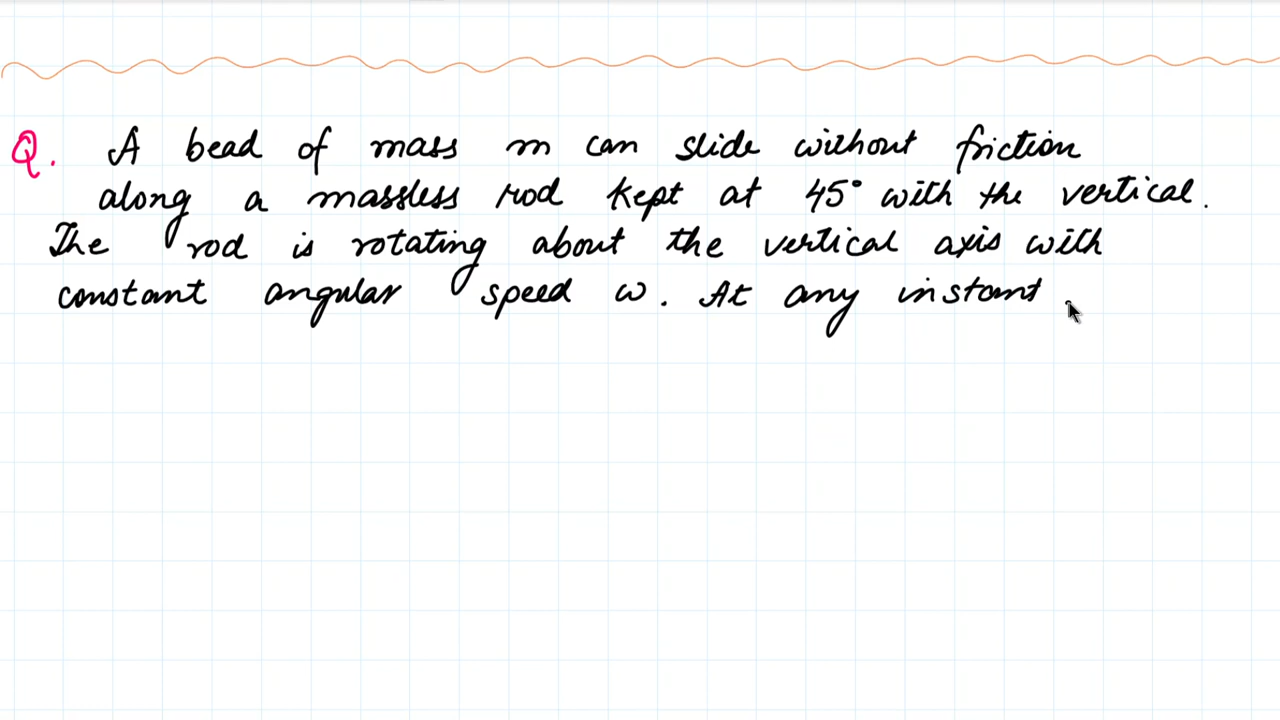 Q. A bead of mass m can slide without friction
along a massless rod kept at 45° with the vertical.
The rod is rotating about the vertical axis with
constant angular speed ω. At any instant